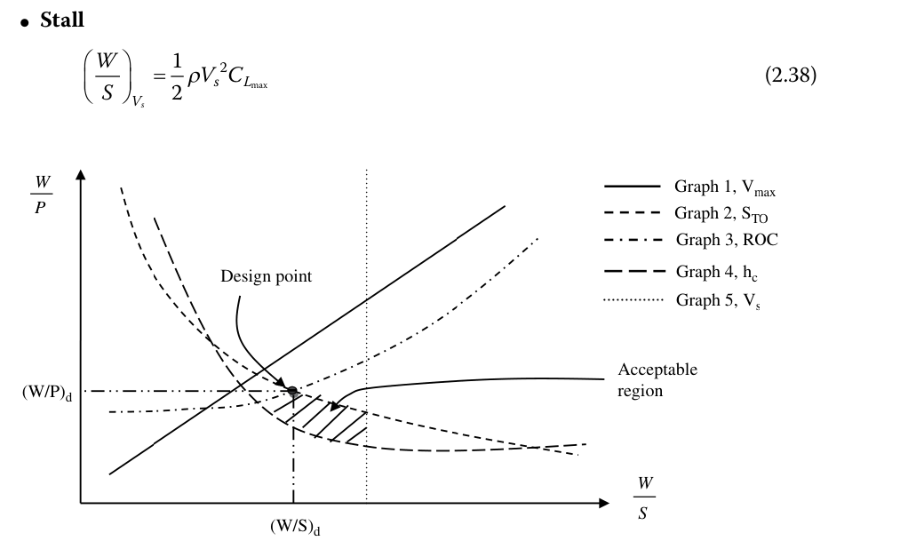 • Stall
(W/S)_{V_s} = 1/2 ρV_s^2 C_{L_max} (2.38)
W/P
Graph 1, V_max
Graph 2, S_TO
Graph 3, ROC
Graph 4, h_c
Graph 5, V_s
Design point
Acceptable
region
(W/P)_d
W/S
(W/S)_d